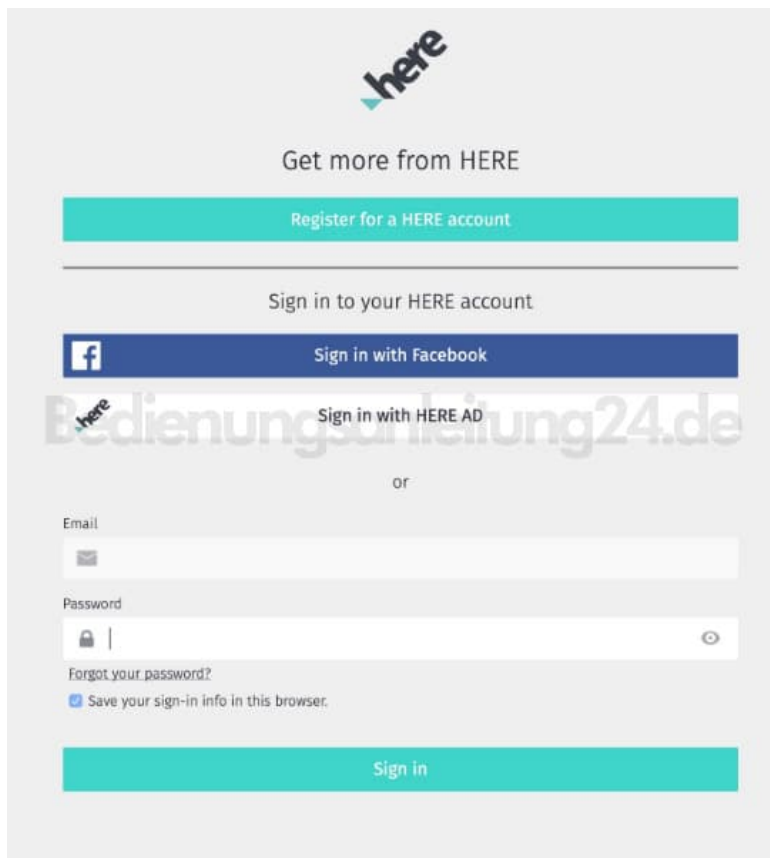 here
Get more from HERE
Register for a HERE account
Sign in to your HERE account
f Sign in with Facebook
here Sign in with HERE AD
Bedienungsanleitung24.de
or
Email
Password
Forgot your password?
Save your sign-in info in this browser.
Sign in